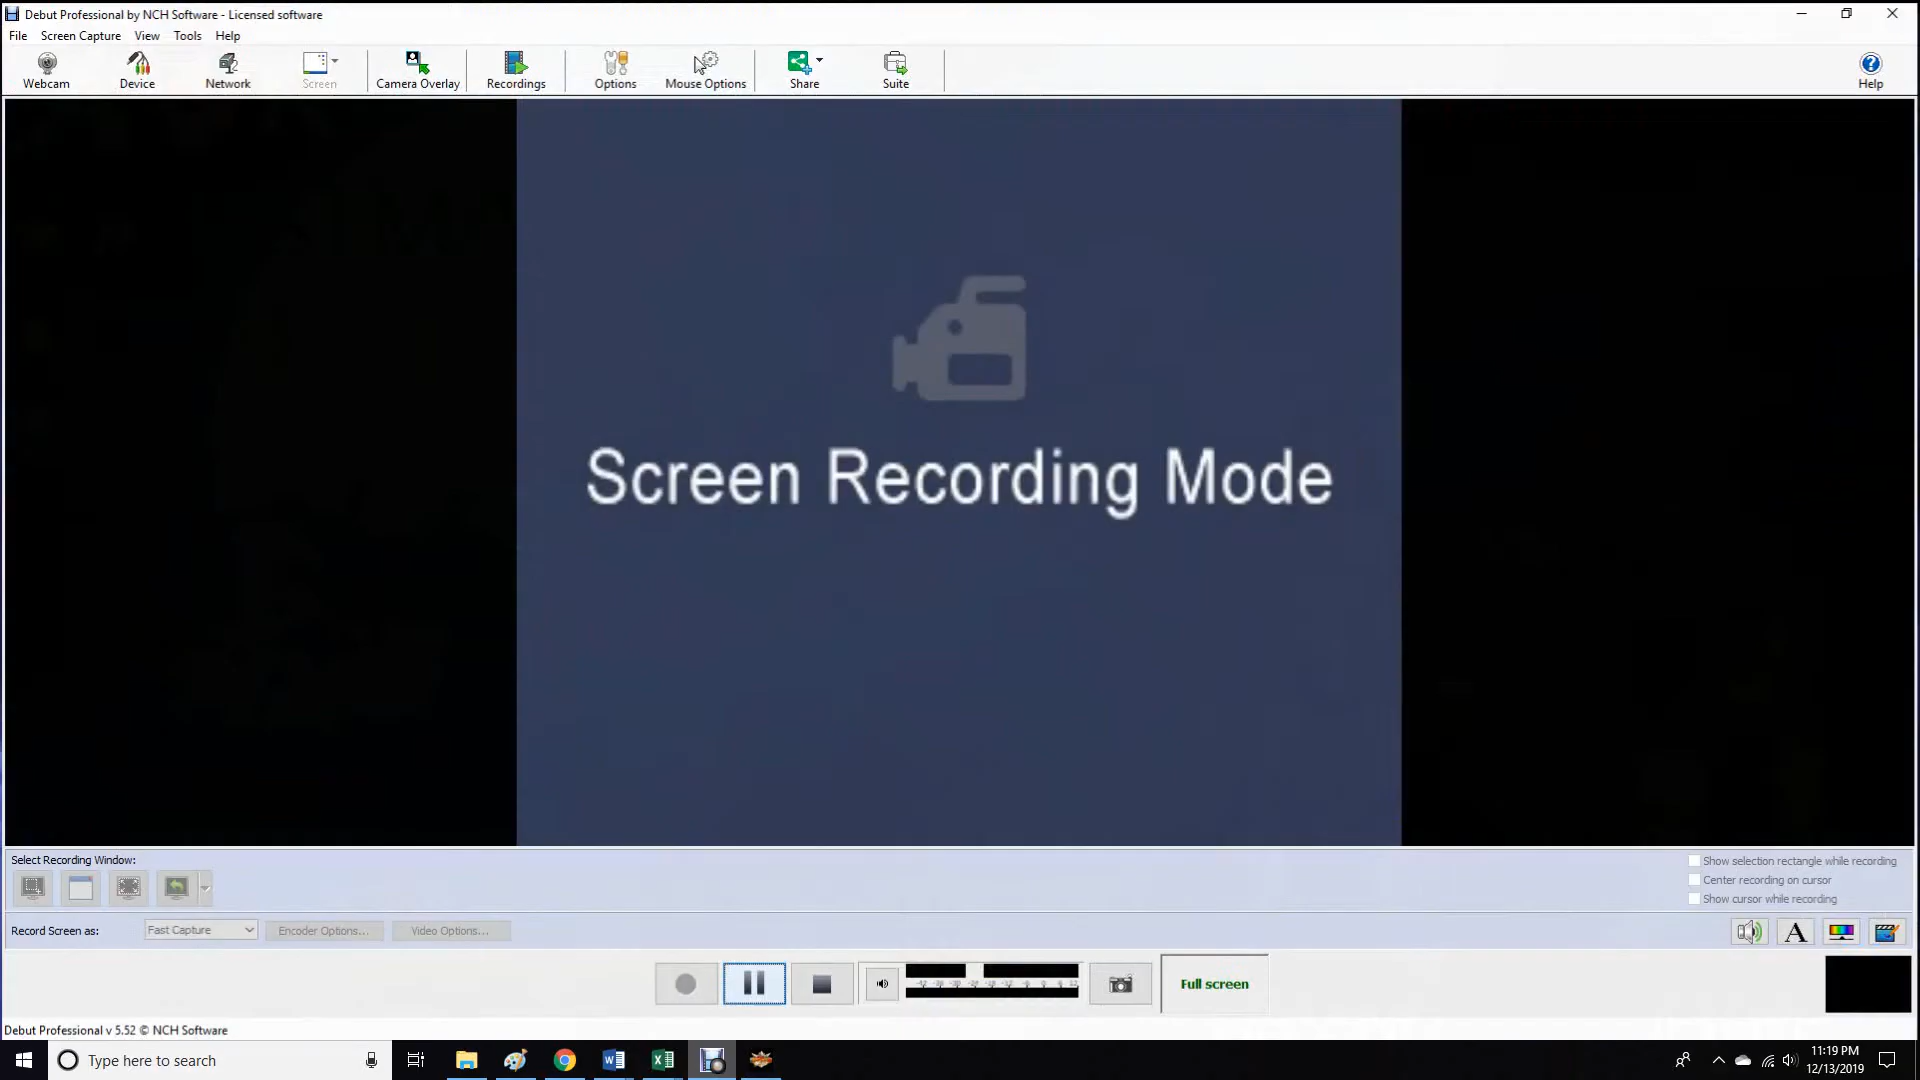 Debut Professional by NCH Software - Licensed software
File Screen Capture View Tools Help
Webcam Device Network Screen Camera Overlay Recordings Options Mouse Options Share Suite Help
Screen Recording Mode
Select Recording Window:
Show selection rectangle while recording
Center recording on cursor
Show cursor while recording
Record Screen as: Fast Capture Encoder Options... Video Options... A
Full screen
Debut Professional v 5.52 © NCH Software
Type here to search
11:19 PM
12/13/2019